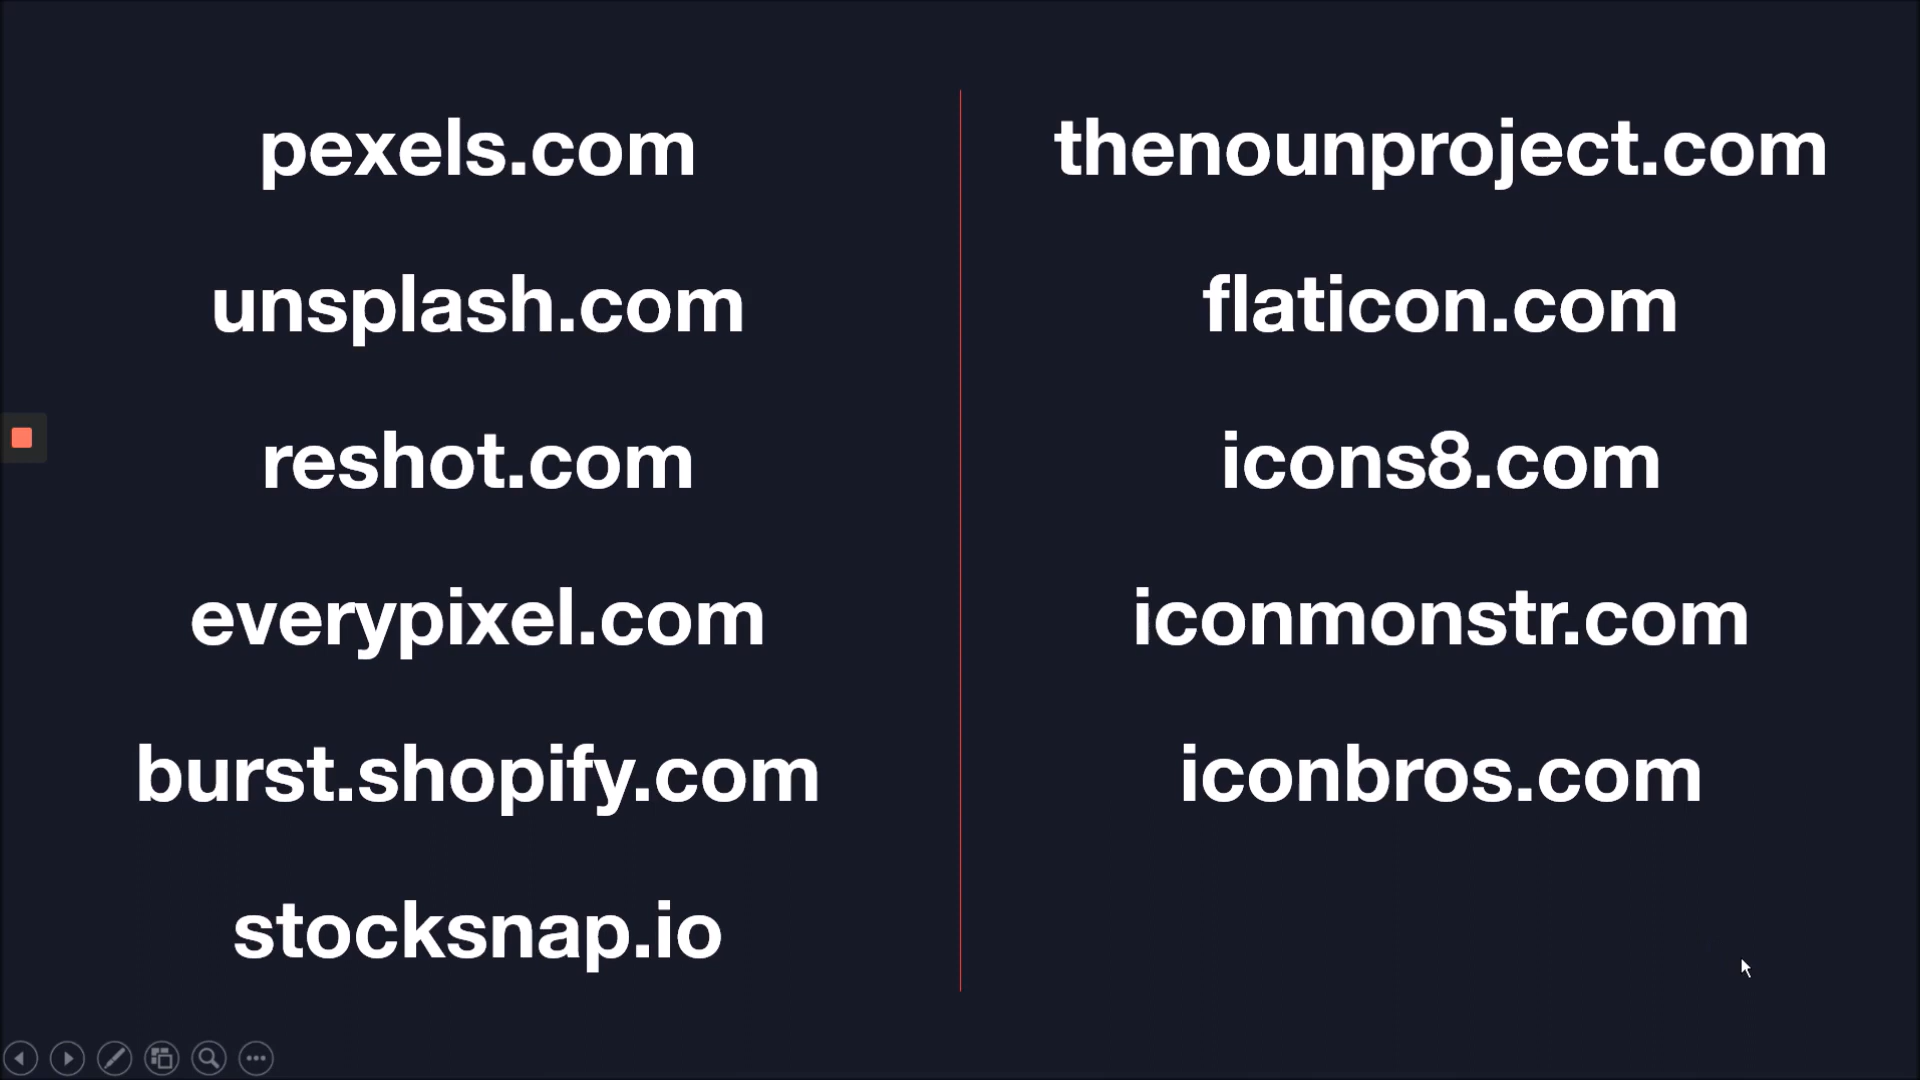 pexels.com
unsplash.com
reshot.com
everypixel.com
burst.shopify.com
stocksnap.io
thenounproject.com
flaticon.com
icons8.com
iconmonstr.com
iconbros.com